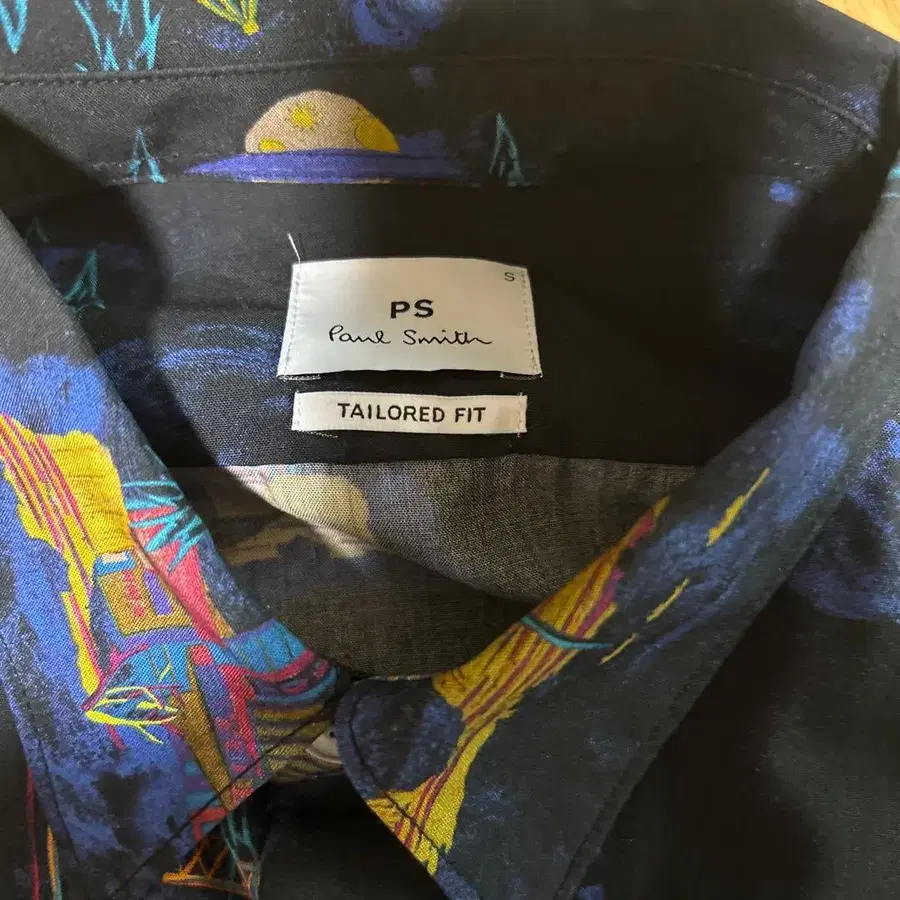 S
PS
Paul Smith
TAILORED FIT